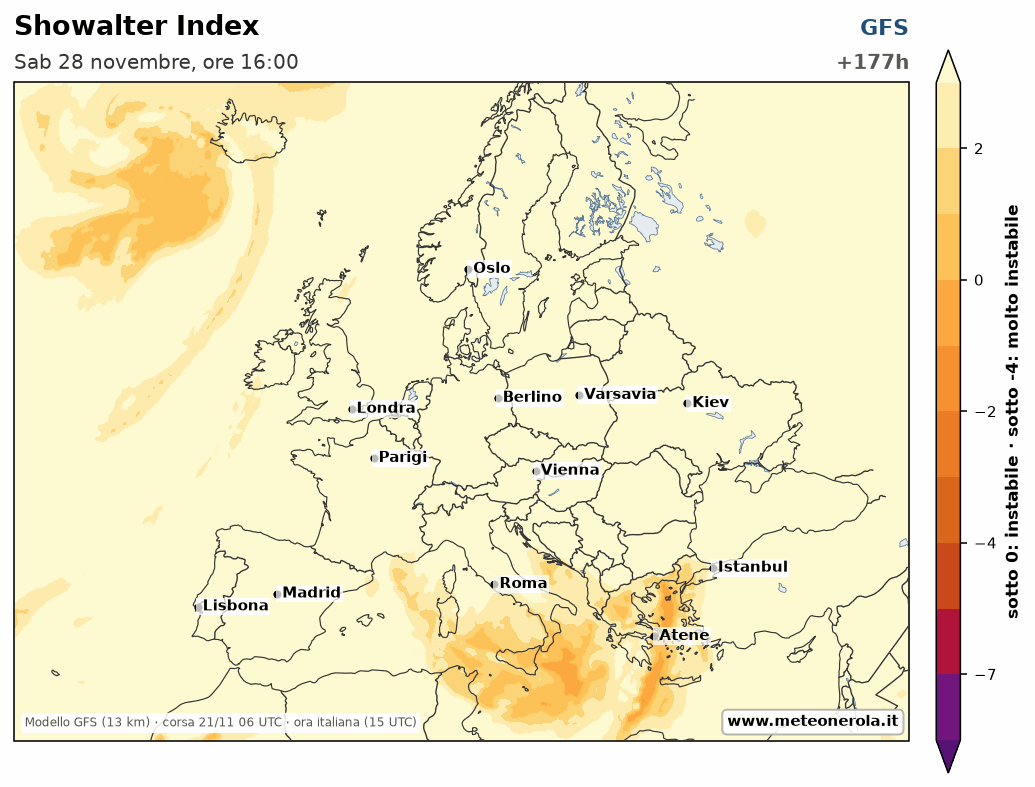 Showalter Index
GFS
Sab 28 novembre, ore 16:00
+177h
Oslo
Berlino
Varsavia
Kiev
Londra
Parigi
Vienna
Istanbul
Roma
Madrid
Lisbona
Atene
Modello GFS (13 km) · corsa 21/11 06 UTC · ora italiana (15 UTC)
www.meteonerola.it
2
0
−2
−4
−7
sotto 0: instabile · sotto -4: molto instabile